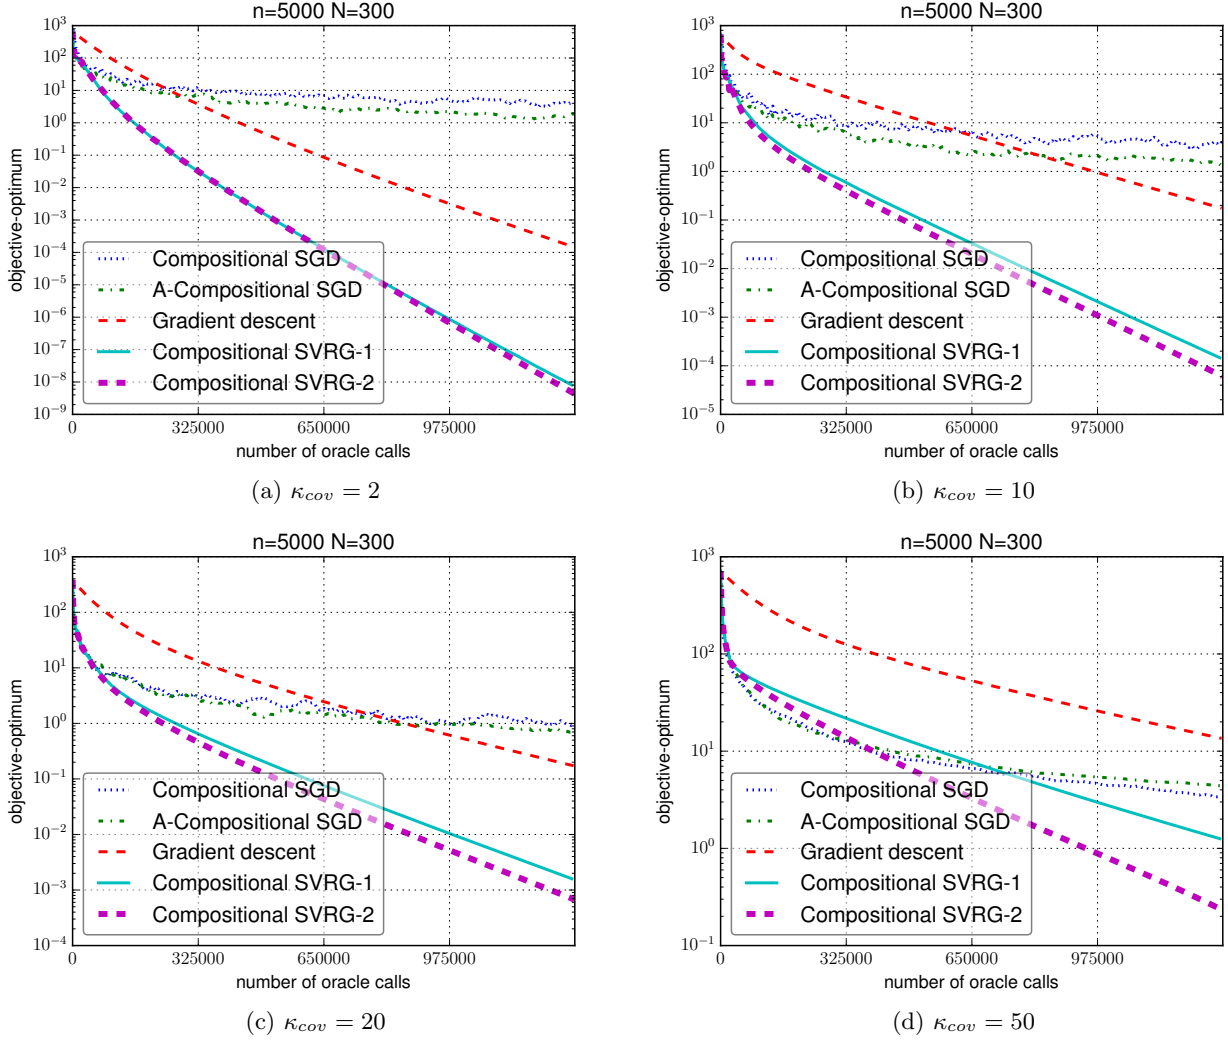 n=5000 N=300
10^3
10^2
10^1
10^0
10^-1
10^-2
10^-3
10^-4
10^-5
10^-6
10^-7
10^-8
10^-9
objective-optimum
Compositional SGD
A-Compositional SGD
Gradient descent
Compositional SVRG-1
Compositional SVRG-2
0 325000 650000 975000
number of oracle calls
(a) κ_cov = 2
n=5000 N=300
10^3
10^2
10^1
10^0
10^-1
10^-2
10^-3
10^-4
10^-5
objective-optimum
Compositional SGD
A-Compositional SGD
Gradient descent
Compositional SVRG-1
Compositional SVRG-2
0 325000 650000 975000
number of oracle calls
(b) κ_cov = 10
n=5000 N=300
10^3
10^2
10^1
10^0
10^-1
10^-2
10^-3
10^-4
objective-optimum
Compositional SGD
A-Compositional SGD
Gradient descent
Compositional SVRG-1
Compositional SVRG-2
0 325000 650000 975000
number of oracle calls
(c) κ_cov = 20
n=5000 N=300
10^3
10^2
10^1
10^0
10^-1
objective-optimum
Compositional SGD
A-Compositional SGD
Gradient descent
Compositional SVRG-1
Compositional SVRG-2
0 325000 650000 975000
number of oracle calls
(d) κ_cov = 50